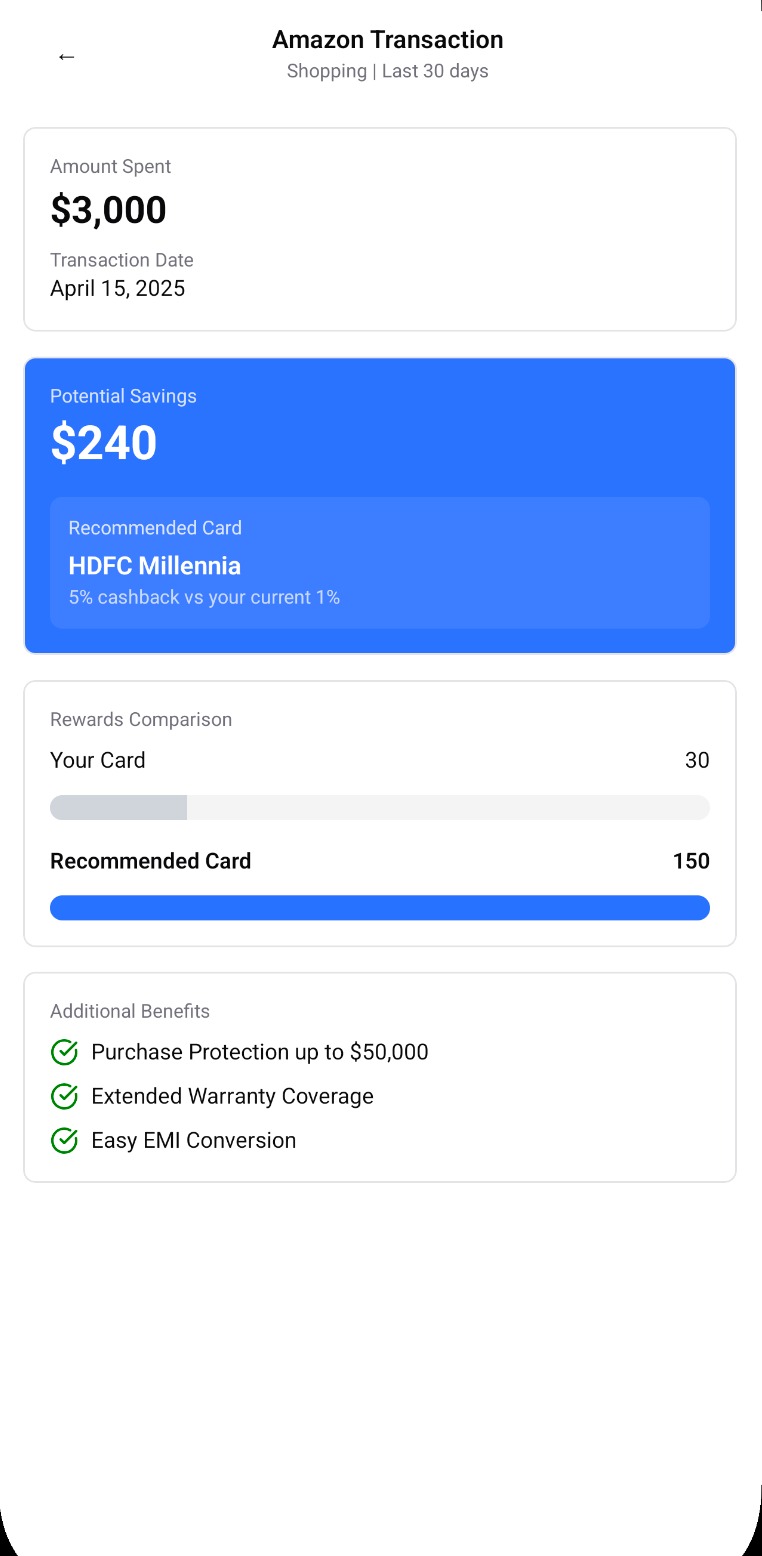 ←
Amazon Transaction
Shopping | Last 30 days
Amount Spent
$3,000
Transaction Date
April 15, 2025
Potential Savings
$240
Recommended Card
HDFC Millennia
5% cashback vs your current 1%
Rewards Comparison
Your Card 30
Recommended Card 150
Additional Benefits
Purchase Protection up to $50,000
Extended Warranty Coverage
Easy EMI Conversion